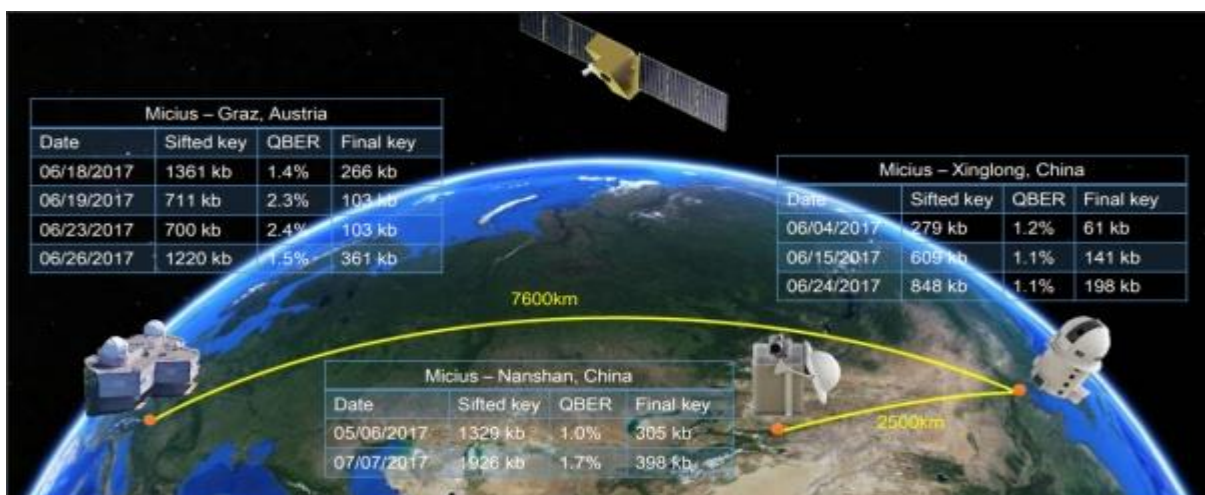 Micius – Graz, Austria
Date Sifted key QBER Final key
06/18/2017 1361 kb 1.4% 266 kb
06/19/2017 711 kb 2.3% 103 kb
06/23/2017 700 kb 2.4% 103 kb
06/26/2017 1220 kb 1.5% 361 kb
Micius – Xinglong, China
Date Sifted key QBER Final key
06/04/2017 279 kb 1.2% 61 kb
06/15/2017 609 kb 1.1% 141 kb
06/24/2017 848 kb 1.1% 198 kb
7600km
Micius – Nanshan, China
Date Sifted key QBER Final key
05/06/2017 1329 kb 1.0% 305 kb
07/07/2017 1926 kb 1.7% 398 kb
2500km